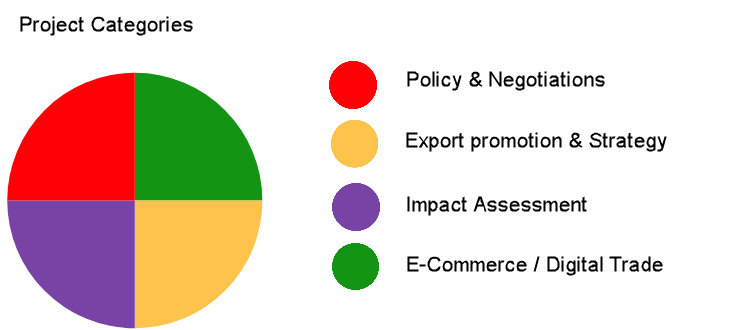 Project Categories
Policy & Negotiations
Export promotion & Strategy
Impact Assessment
E-Commerce / Digital Trade